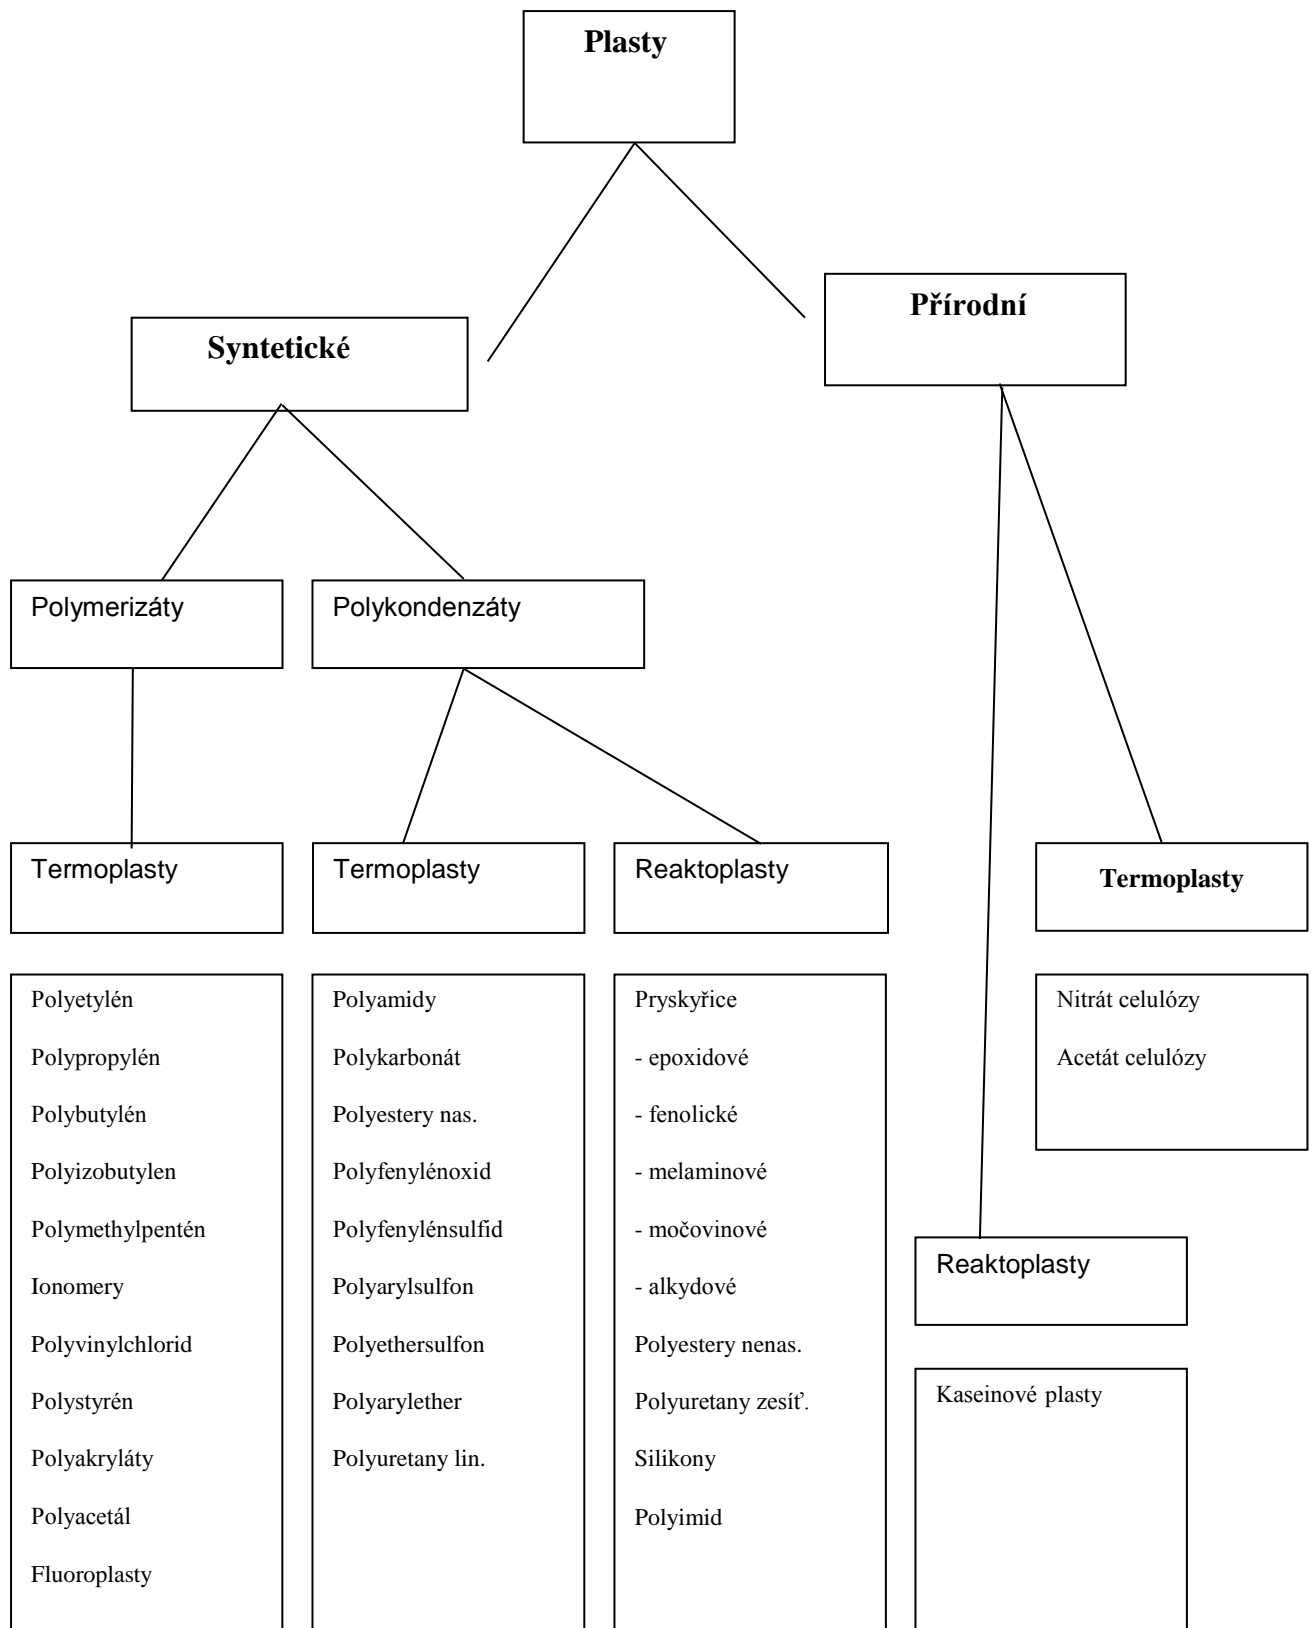 Plasty
Přírodní
Syntetické
Polymerizáty
Polykondenzáty
Termoplasty
Termoplasty
Reaktoplasty
Termoplasty
Polyetylén
Polypropylén
Polybutylén
Polyizobutylen
Polymethylpentén
Ionomery
Polyvinylchlorid
Polystyrén
Polyakryláty
Polyacetál
Fluoroplasty
Polyamidy
Polykarbonát
Polyestery nas.
Polyfenylénoxid
Polyfenylénsulfid
Polyarylsulfon
Polyethersulfon
Polyarylether
Polyuretany lin.
Pryskyřice
- epoxidové
- fenolické
- melaminové
- močovinové
- alkydové
Polyestery nenas.
Polyuretany zesíť.
Silikony
Polyimid
Nitrát celulózy
Acetát celulózy
Reaktoplasty
Kaseinové plasty